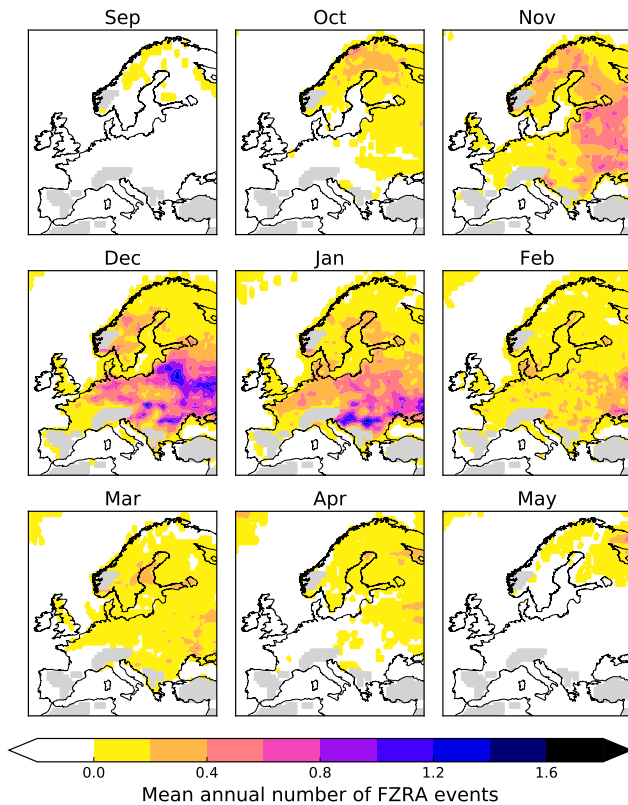 Sep Oct Nov
Dec Jan Feb
Mar Apr May
0.0 0.4 0.8 1.2 1.6
Mean annual number of FZRA events